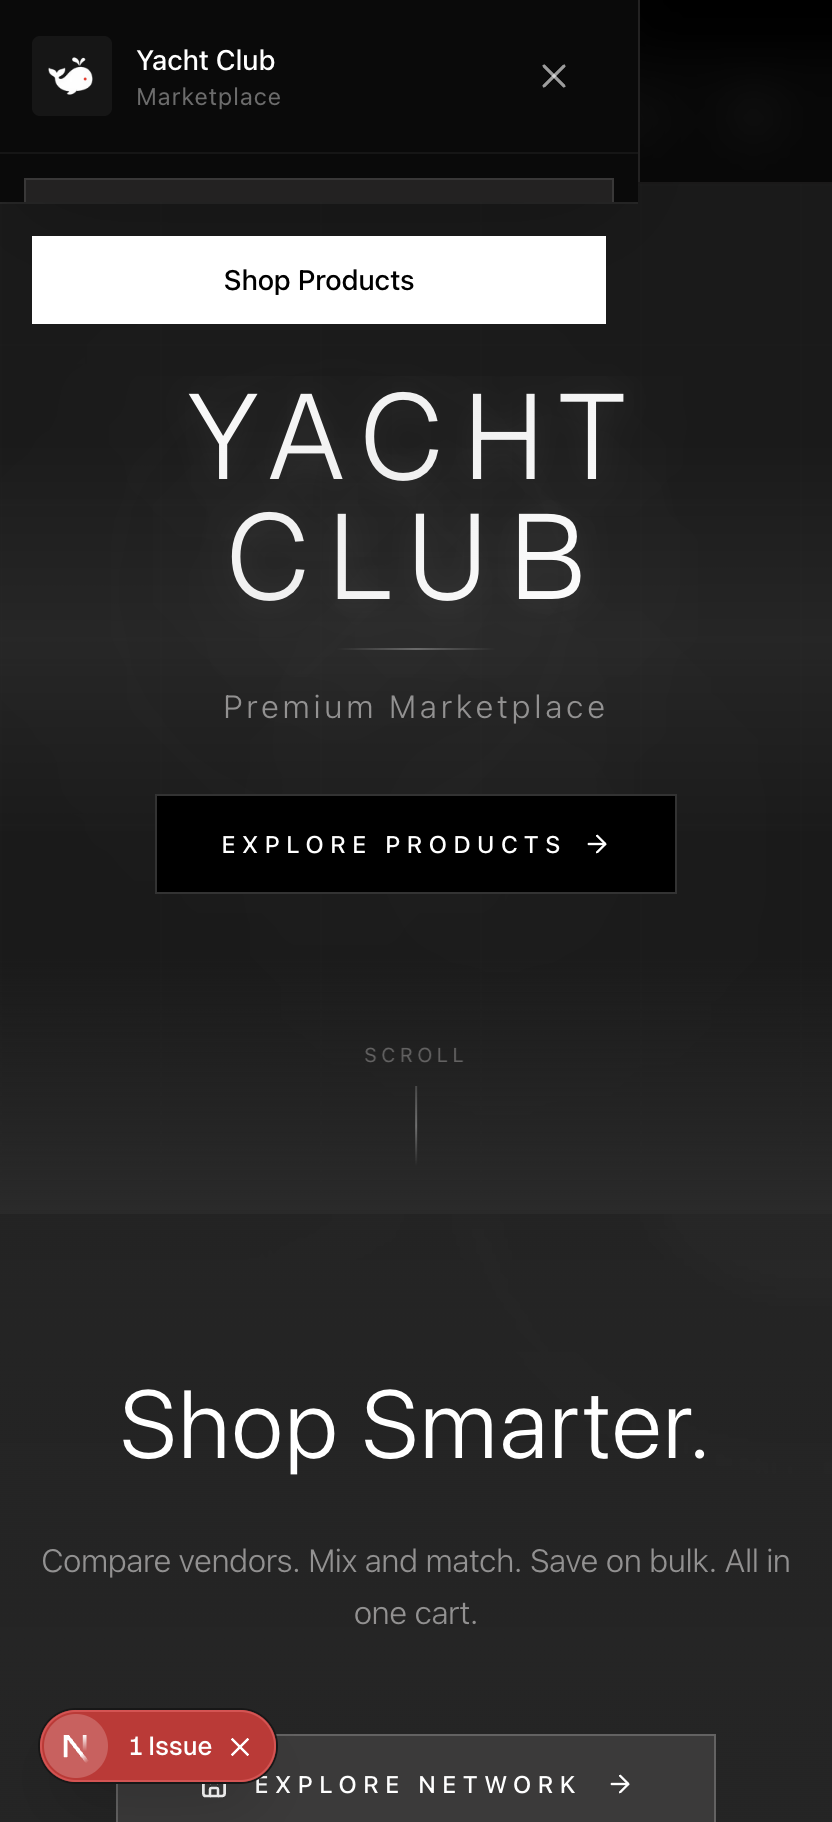 Yacht Club
Marketplace
Shop Products
YACHT
CLUB
Premium Marketplace
EXPLORE PRODUCTS
SCROLL
Shop Smarter.
Compare vendors. Mix and match. Save on bulk. All in
one cart.
N 1 Issue
EXPLORE NETWORK